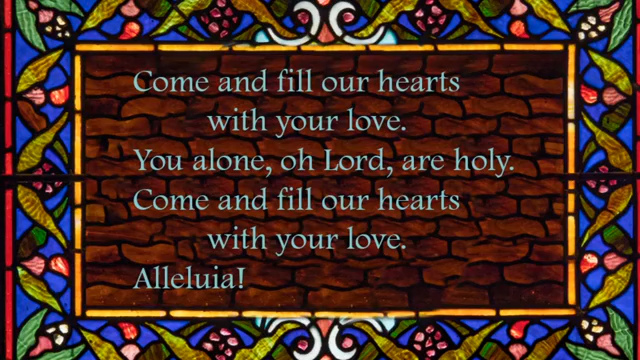 Come and fill our hearts
with your love.
You alone, oh Lord, are holy.
Come and fill our hearts
with your love.
Alleluia!